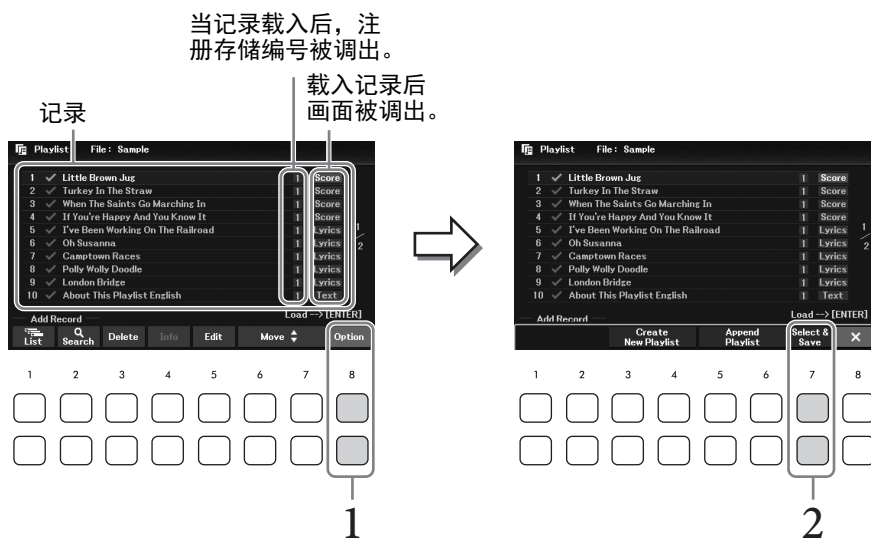 当记录载入后，注
册存储编号被调出。
载入记录后
画面被调出。
记录
Playlist File: Sample
1 ✓ Little Brown Jug 1 Score
2 ✓ Turkey In The Straw 1 Score
3 ✓ When The Saints Go Marching In 1 Score
4 ✓ If You're Happy And You Know It 1 Score
5 ✓ I've Been Working On The Railroad 1 Lyrics
6 ✓ Oh Susanna 1 Lyrics
7 ✓ Camptown Races 1 Lyrics
8 ✓ Polly Wolly Doodle 1 Lyrics
9 ✓ London Bridge 1 Lyrics
10 ✓ About This Playlist English 1 Text
1/2
Load -->[ENTER]
Add Record
List Search Delete Info Edit Move Option
1 2 3 4 5 6 7 8
1
Playlist File: Sample
1 ✓ Little Brown Jug 1 Score
2 ✓ Turkey In The Straw 1 Score
3 ✓ When The Saints Go Marching In 1 Score
4 ✓ If You're Happy And You Know It 1 Score
5 ✓ I've Been Working On The Railroad 1 Lyrics
6 ✓ Oh Susanna 1 Lyrics
7 ✓ Camptown Races 1 Lyrics
8 ✓ Polly Wolly Doodle 1 Lyrics
9 ✓ London Bridge 1 Lyrics
10 ✓ About This Playlist English 1 Text
1/2
Load -->[ENTER]
Add Record
Create New Playlist
Append Playlist
Select & Save
×
1 2 3 4 5 6 7 8
2